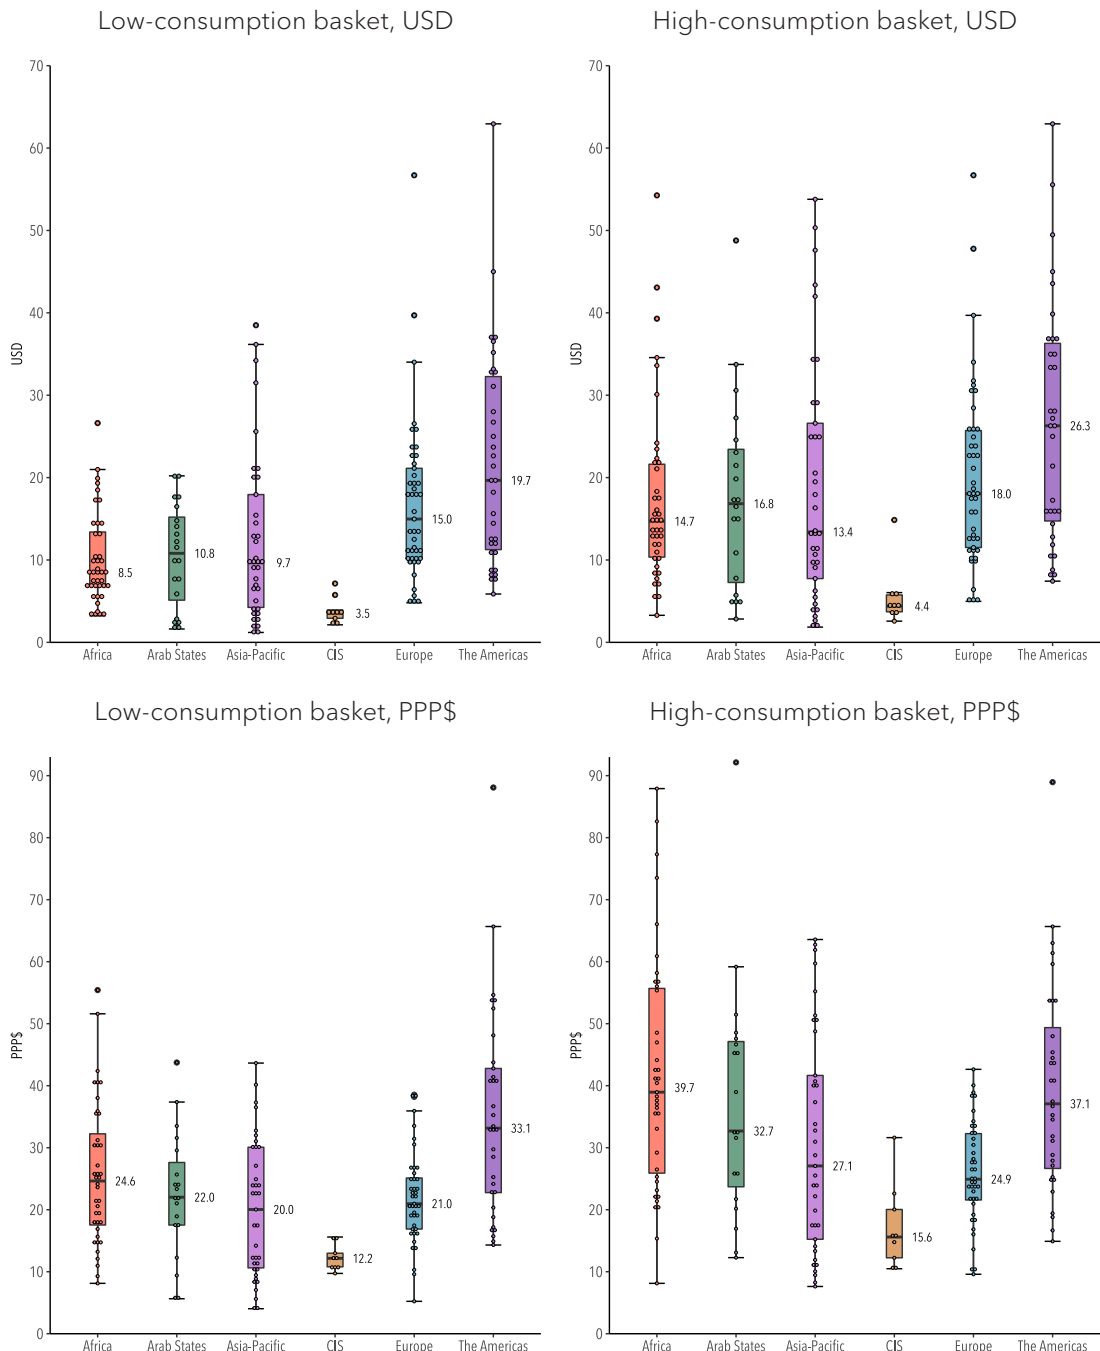 Low-consumption basket, USD
High-consumption basket, USD
70
60
50
40
30
20
10
0
USD
8.5
10.8
9.7
3.5
15.0
19.7
Africa
Arab States
Asia-Pacific
CIS
Europe
The Americas
70
60
50
40
30
20
10
0
USD
14.7
16.8
13.4
4.4
18.0
26.3
Africa
Arab States
Asia-Pacific
CIS
Europe
The Americas
Low-consumption basket, PPP$
High-consumption basket, PPP$
90
80
70
60
50
40
30
20
10
0
PPP$
24.6
22.0
20.0
12.2
21.0
33.1
Africa
Arab States
Asia-Pacific
CIS
Europe
The Americas
90
80
70
60
50
40
30
20
10
0
PPP$
39.7
32.7
27.1
15.6
24.9
37.1
Africa
Arab States
Asia-Pacific
CIS
Europe
The Americas